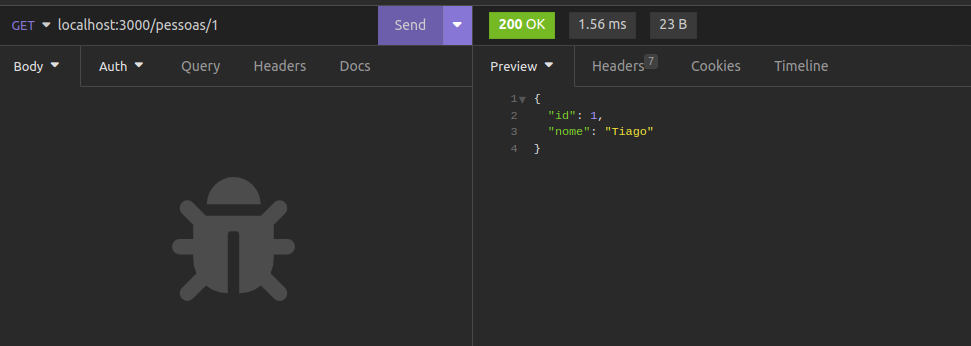 GET localhost:3000/pessoas/1 Send 200 OK 1.56 ms 23 B
Body Auth Query Headers Docs Preview Headers 7 Cookies Timeline
1 {
2 "id": 1,
3 "nome": "Tiago"
4 }